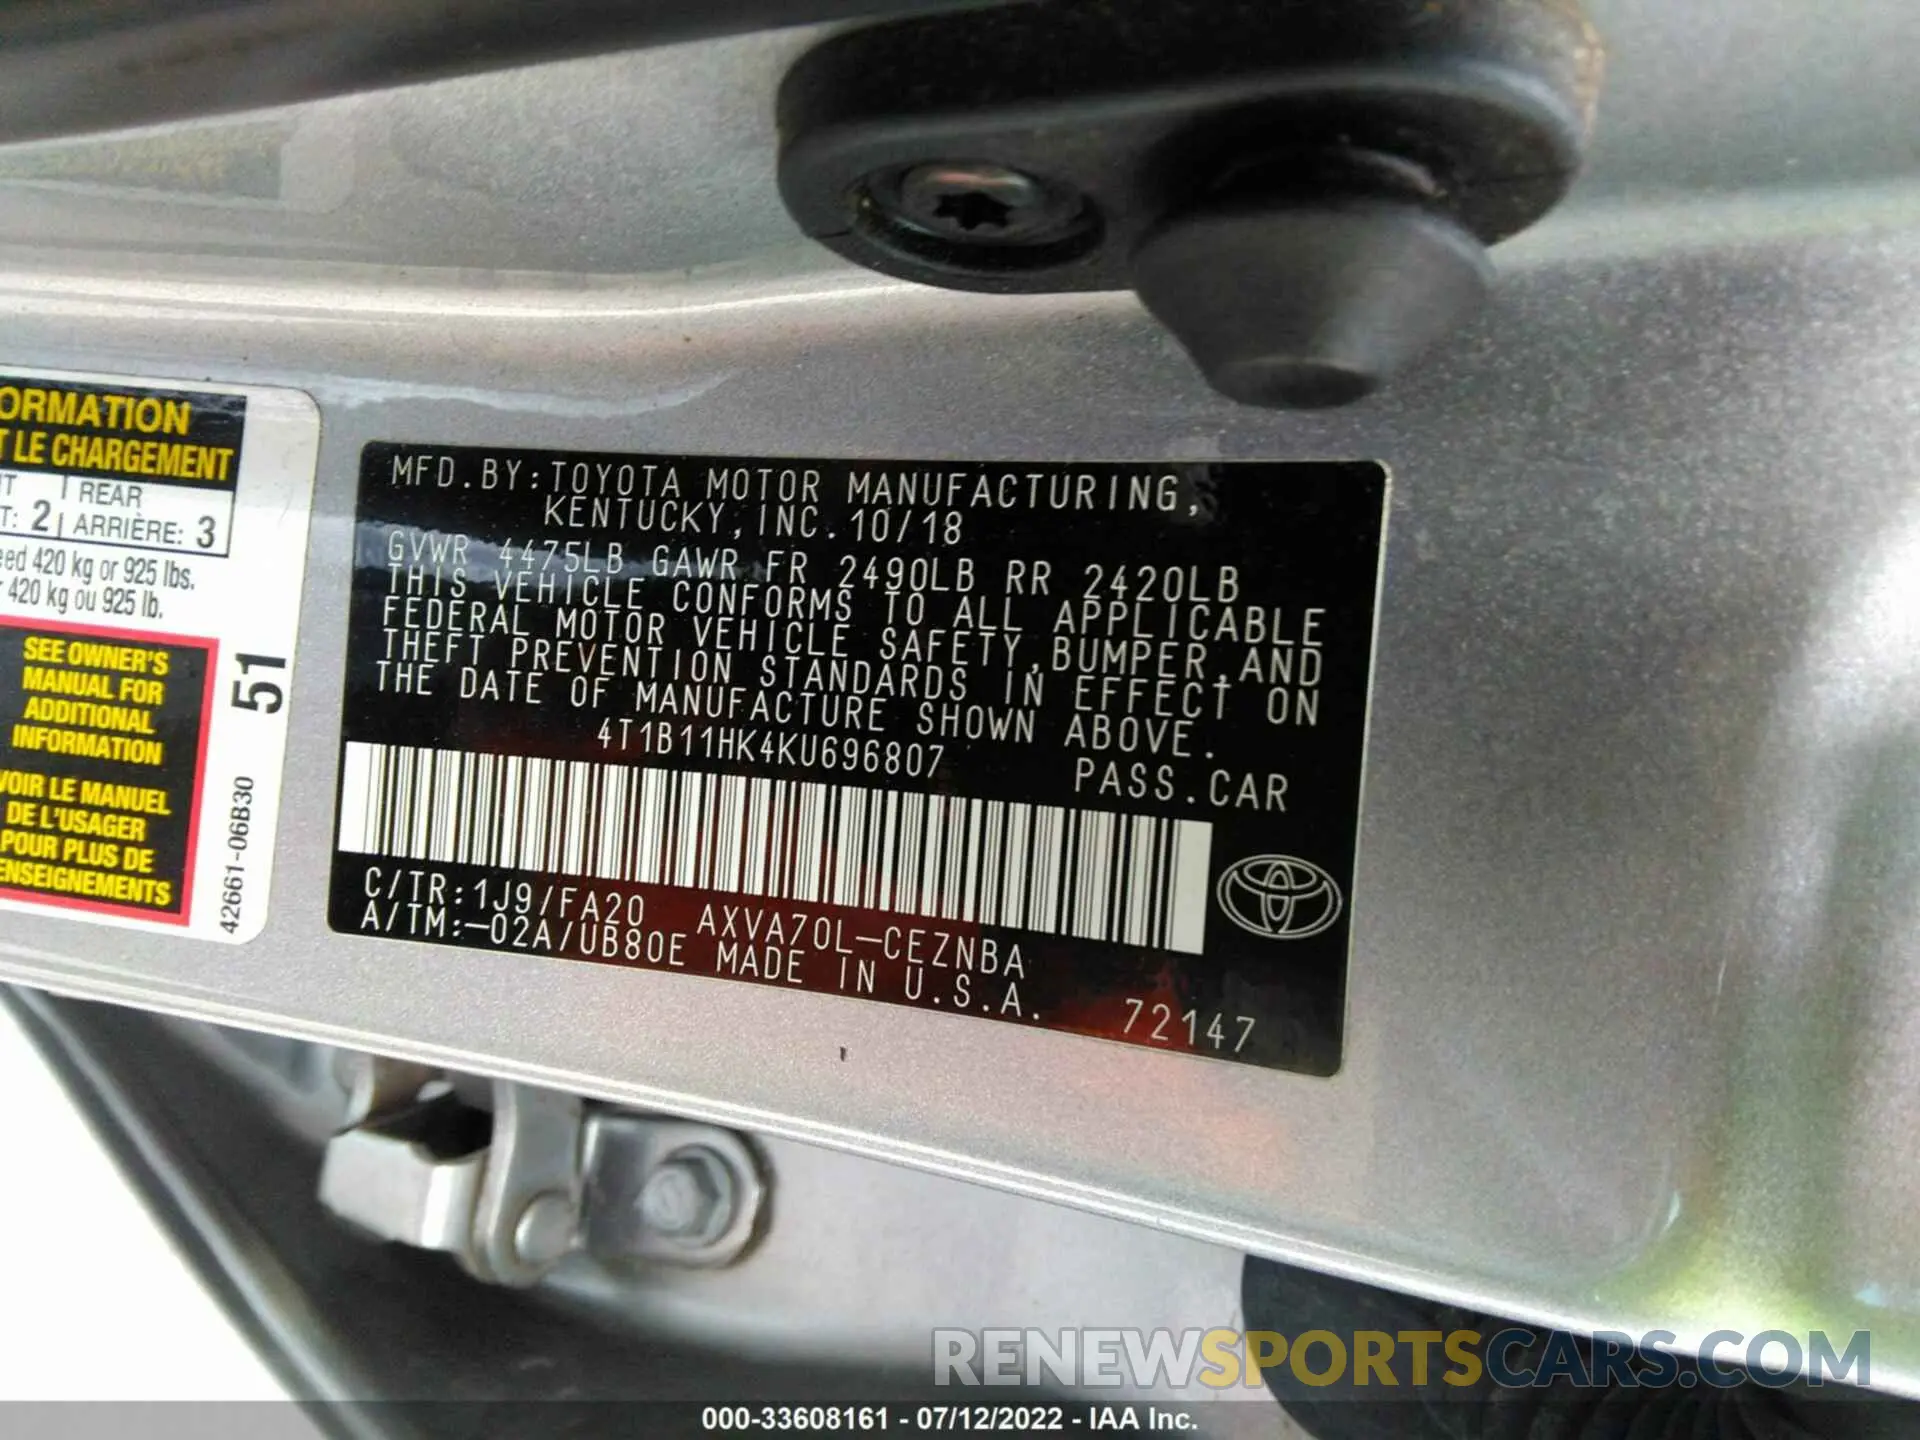 ORMATION
T LE CHARGEMENT
REAR
T: 2 ARRIÈRE: 3
eed 420 kg or 925 lbs.
r 420 kg ou 925 lb.
SEE OWNER'S
MANUAL FOR
ADDITIONAL
INFORMATION
VOIR LE MANUEL
DE L'USAGER
POUR PLUS DE
ENSEIGNEMENTS
51
42661-06B30
MFD.BY:TOYOTA MOTOR MANUFACTURING,
KENTUCKY,INC.10/18
GVWR 4475LB GAWR FR 2490LB RR 2420LB
THIS VEHICLE CONFORMS TO ALL APPLICABLE
FEDERAL MOTOR VEHICLE SAFETY,BUMPER,AND
THEFT PREVENTION STANDARDS IN EFFECT ON
THE DATE OF MANUFACTURE SHOWN ABOVE.
4T1B11HK4KU696807 PASS.CAR
C/TR:1J9/FA20 AXVA70L-CEZNBA
A/TM:-02A/UB80E MADE IN U.S.A.
72147
RENEWSPORTSCARS.COM
000-33608161 - 07/12/2022 - IAA Inc.